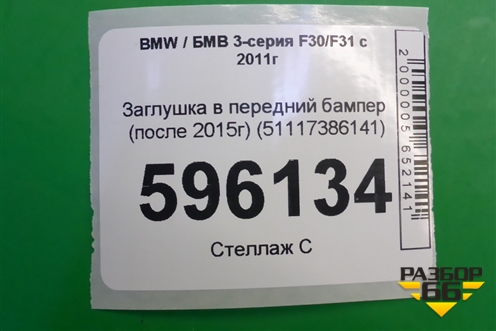 BMW / БМВ 3-серия F30/F31 с
2011г
Заглушка в передний бампер
(после 2015г) (51117386141)
596134
Стеллаж С
2000005652141
РАЗБОР
66